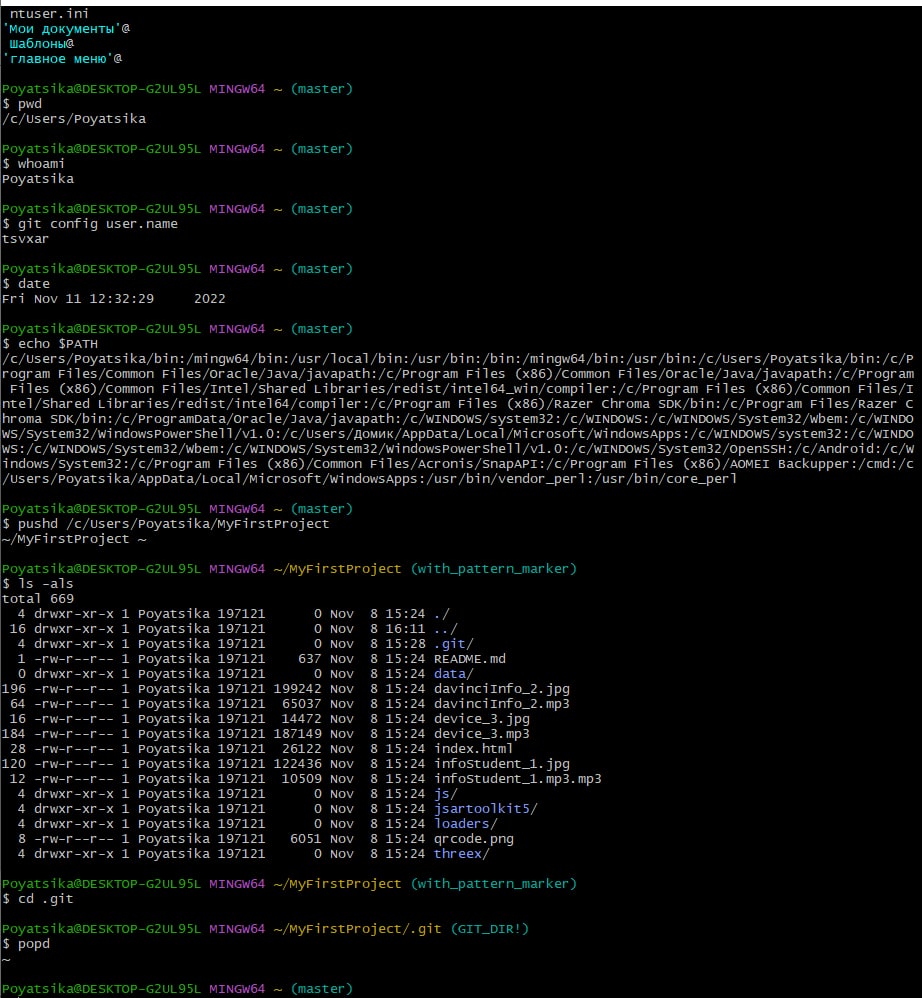 ntuser.ini
'Мои документы'@
Шаблоны@
'главное меню'@
Poyatsika@DESKTOP-G2UL95L MINGW64 ~ (master)
$ pwd
/c/Users/Poyatsika
Poyatsika@DESKTOP-G2UL95L MINGW64 ~ (master)
$ whoami
Poyatsika
Poyatsika@DESKTOP-G2UL95L MINGW64 ~ (master)
$ git config user.name
tsvxar
Poyatsika@DESKTOP-G2UL95L MINGW64 ~ (master)
$ date
Fri Nov 11 12:32:29     2022
Poyatsika@DESKTOP-G2UL95L MINGW64 ~ (master)
$ echo $PATH
/c/Users/Poyatsika/bin:/mingw64/bin:/usr/local/bin:/usr/bin:/bin:/mingw64/bin:/usr/bin:/c/Users/Poyatsika/bin:/c/P
rogram Files/Common Files/Oracle/Java/javapath:/c/Program Files (x86)/Common Files/Oracle/Java/javapath:/c/Program
 Files (x86)/Common Files/Intel/Shared Libraries/redist/intel64_win/compiler:/c/Program Files (x86)/Common Files/I
ntel/Shared Libraries/redist/intel64/compiler:/c/Program Files (x86)/Razer Chroma SDK/bin:/c/Program Files/Razer C
hroma SDK/bin:/c/ProgramData/Oracle/Java/javapath:/c/WINDOWS/system32:/c/WINDOWS:/c/WINDOWS/System32/Wbem:/c/WINDO
WS/System32/WindowsPowerShell/v1.0:/c/Users/Домик/AppData/Local/Microsoft/WindowsApps:/c/WINDOWS/system32:/c/WINDO
WS:/c/WINDOWS/System32/Wbem:/c/WINDOWS/System32/WindowsPowerShell/v1.0:/c/WINDOWS/System32/OpenSSH:/c/Android:/c/W
indows/System32:/c/Program Files (x86)/Common Files/Acronis/SnapAPI:/c/Program Files (x86)/AOMEI Backupper:/cmd:/c
/Users/Poyatsika/AppData/Local/Microsoft/WindowsApps:/usr/bin/vendor_perl:/usr/bin/core_perl
Poyatsika@DESKTOP-G2UL95L MINGW64 ~ (master)
$ pushd /c/Users/Poyatsika/MyFirstProject
~/MyFirstProject ~
Poyatsika@DESKTOP-G2UL95L MINGW64 ~/MyFirstProject (with_pattern_marker)
$ ls -als
total 669
  4 drwxr-xr-x 1 Poyatsika 197121      0 Nov  8 15:24 ./
 16 drwxr-xr-x 1 Poyatsika 197121      0 Nov  8 16:11 ../
  4 drwxr-xr-x 1 Poyatsika 197121      0 Nov  8 15:28 .git/
  1 -rw-r--r-- 1 Poyatsika 197121    637 Nov  8 15:24 README.md
  0 drwxr-xr-x 1 Poyatsika 197121      0 Nov  8 15:24 data/
196 -rw-r--r-- 1 Poyatsika 197121 199242 Nov  8 15:24 davinciInfo_2.jpg
 64 -rw-r--r-- 1 Poyatsika 197121  65037 Nov  8 15:24 davinciInfo_2.mp3
 16 -rw-r--r-- 1 Poyatsika 197121  14472 Nov  8 15:24 device_3.jpg
184 -rw-r--r-- 1 Poyatsika 197121 187149 Nov  8 15:24 device_3.mp3
 28 -rw-r--r-- 1 Poyatsika 197121  26122 Nov  8 15:24 index.html
120 -rw-r--r-- 1 Poyatsika 197121 122436 Nov  8 15:24 infoStudent_1.jpg
 12 -rw-r--r-- 1 Poyatsika 197121  10509 Nov  8 15:24 infoStudent_1.mp3.mp3
  4 drwxr-xr-x 1 Poyatsika 197121      0 Nov  8 15:24 js/
  4 drwxr-xr-x 1 Poyatsika 197121      0 Nov  8 15:24 jsartoolkit5/
  4 drwxr-xr-x 1 Poyatsika 197121      0 Nov  8 15:24 loaders/
  8 -rw-r--r-- 1 Poyatsika 197121   6051 Nov  8 15:24 qrcode.png
  4 drwxr-xr-x 1 Poyatsika 197121      0 Nov  8 15:24 threex/
Poyatsika@DESKTOP-G2UL95L MINGW64 ~/MyFirstProject (with_pattern_marker)
$ cd .git
Poyatsika@DESKTOP-G2UL95L MINGW64 ~/MyFirstProject/.git (GIT_DIR!)
$ popd
~
Poyatsika@DESKTOP-G2UL95L MINGW64 ~ (master)